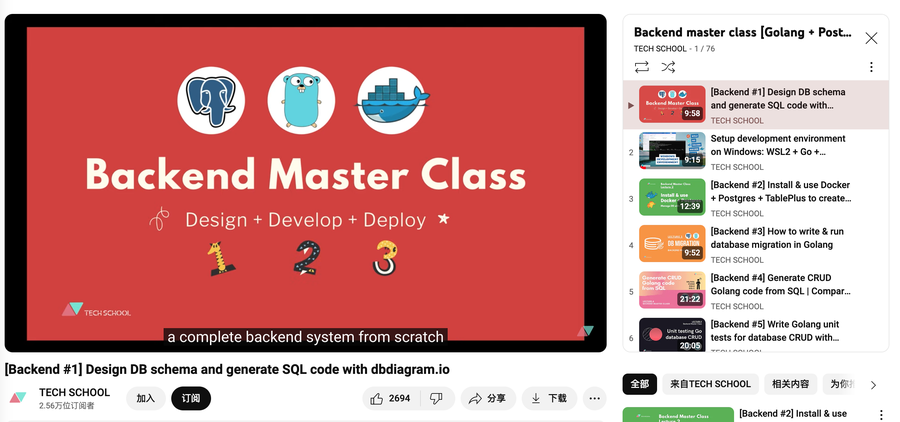 Backend Master Class
Design + Develop + Deploy
1 2 3
TECH SCHOOL
a complete backend system from scratch
[Backend #1] Design DB schema and generate SQL code with dbdiagram.io
TECH SCHOOL
2.56万位订阅者
加入
订阅
2694
分享
下载
Backend master class [Golang + Post...
TECH SCHOOL - 1 / 76
[Backend #1] Design DB schema
and generate SQL code with...
TECH SCHOOL
9:58
2
Setup development environment
on Windows: WSL2 + Go +...
TECH SCHOOL
9:15
3
[Backend #2] Install & use Docker
+ Postgres + TablePlus to create...
TECH SCHOOL
12:39
4
[Backend #3] How to write & run
database migration in Golang
TECH SCHOOL
DB MIGRATION
9:52
5
[Backend #4] Generate CRUD
Golang code from SQL | Compar...
TECH SCHOOL
Generate CRUD
Golang code
from SQL
21:22
6
[Backend #5] Write Golang unit
tests for database CRUD with...
Unit testing Go
database CRUD
20:05
全部
来自TECH SCHOOL
相关内容
[Backend #2] Install & use